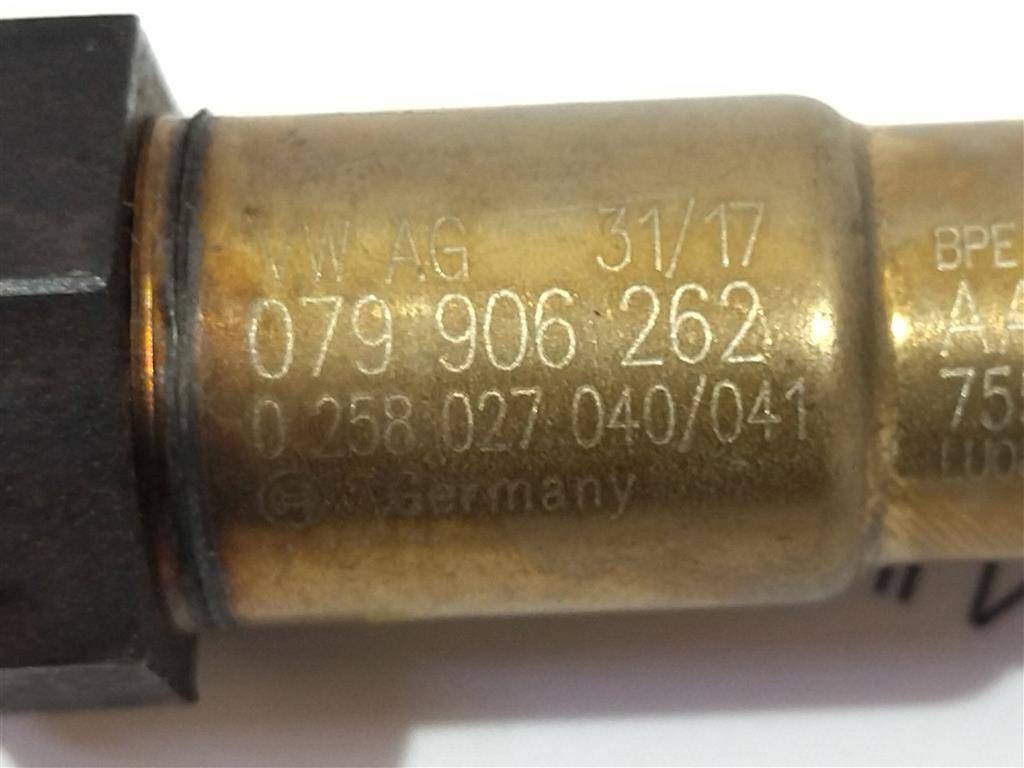 VW AG 31/17
079 906 262
0 258 027 040/041
Germany
BPE